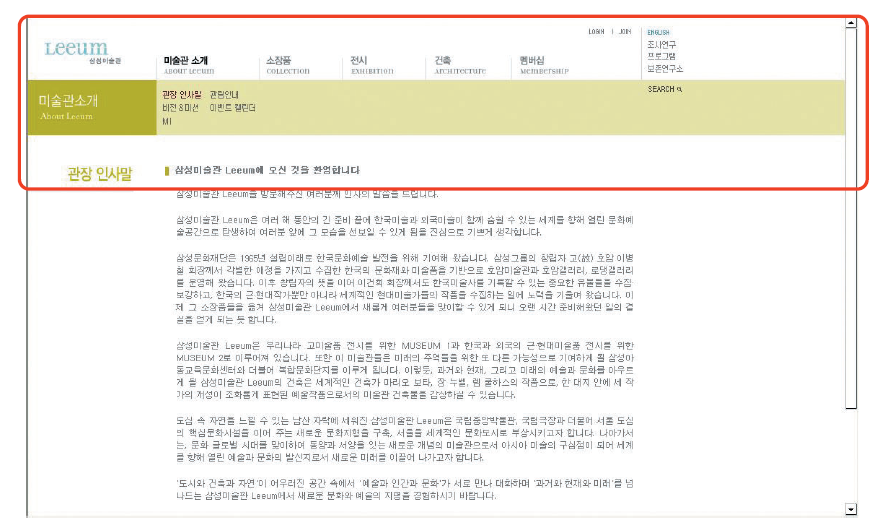 LOGIN | JOIN
ENGLISH
조사연구
프로그램
보존연구소
Leeum
삼성미술관
미술관 소개
ABOUT Leeum
소장품
COLLECTION
전시
EXHIBITION
건축
ARCHITECTURE
멤버십
MEMBERSHIP
미술관소개
About Leeum
관장 인사말 관람안내
비전 &미션 이벤트 캘린더
MI
SEARCH
관장 인사말
삼성미술관 Leeum에 오신 것을 환영합니다
삼성미술관 Leeum을 방문해주신 여러분께 인사의 말씀을 드립니다.
삼성미술관 Leeum은 여러 해 동안의 긴 준비 끝에 한국미술과 외국미술이 함께 숨쉴 수 있는 세계를 향해 열린 문화예
술공간으로 탄생하여 여러분 앞에 그 모습을 선보일 수 있게 됨을 진심으로 기쁘게 생각합니다.
삼성문화재단은 1965년 설립이래로 한국문화예술 발전을 위해 기여해 왔습니다. 삼성그룹의 창립자 고(故) 호암 이병
철 회장께서 각별한 애정을 가지고 수집한 한국의 문화재와 미술품을 기반으로 호암미술관과 호암갤러리, 로댕갤러리
를 운영해 왔습니다. 이후 창립자의 뜻을 이어 이건희 회장께서도 한국미술사를 기록할 수 있는 중요한 유물들을 수집·
보강하고, 한국의 근·현대작가뿐만 아니라 세계적인 현대미술가들의 작품을 수집하는 일에 노력을 기울여 왔습니다. 이
제 그 소장품들을 옮겨 삼성미술관 Leeum에서 새롭게 여러분들을 맞이할 수 있게 되니 오랜 시간 준비해왔던 일의 결
실을 얻게 되는 듯 합니다.
삼성미술관 Leeum은 우리나라 고미술품 전시를 위한 MUSEUM 1과 한국과 외국의 근·현대미술품 전시를 위한
MUSEUM 2로 이루어져 있습니다. 또한 이 미술관들은 미래의 주역들을 위한 또 다른 가능성으로 기여하게 될 삼성아
동교육문화센터와 더불어 복합문화단지를 이루게 됩니다. 이렇듯, 과거와 현재, 그리고 미래의 예술과 문화를 아우르
게 될 삼성미술관 Leeum의 건축은 세계적인 건축가 마리오 보타, 장 누벨, 렘 쿨하스의 작품으로, 한 대지 안에 세 작
가의 개성이 조화롭게 표현된 예술작품으로서의 미술관 건축물을 감상하실 수 있습니다.
도심 속 자연을 느낄 수 있는 남산 자락에 세워진 삼성미술관 Leeum은 국립중앙박물관, 국립극장과 더불어 서울 도심
의 핵심문화시설을 이어 주는 새로운 문화지형을 구축, 서울을 세계적인 문화도시로 부상시키고자 합니다. 나아가서
는, 문화 글로벌 시대를 맞이하여 동양과 서양을 잇는 새로운 개념의 미술관으로서 아시아 미술의 구심점이 되어 세계
를 향해 열린 예술과 문화의 발신지로서 새로운 미래를 이끌어 나가고자 합니다.
'도시와 건축과 자연'이 어우러진 공간 속에서 '예술과 인간과 문화'가 서로 만나 대화하며 '과거와 현재와 미래'를 넘
나드는 삼성미술관 Leeum에서 새로운 문화와 예술의 지평을 경험하시기 바랍니다.